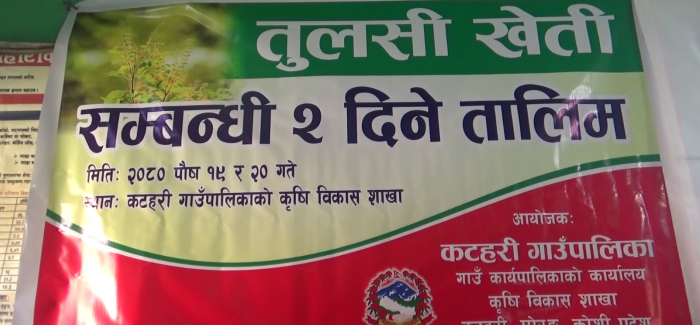 तुलसी खेती
सम्बन्धी २ दिने तालिम
मिति: २०८० पौष १९ र २० गते
स्थान: कटहरी गाउँपालिकाको कृषि विकास शाखा
आयोजक:
कटहरी गाउँपालिका
गाउँ कार्यपालिकाको कार्यालय
कृषि विकास शाखा